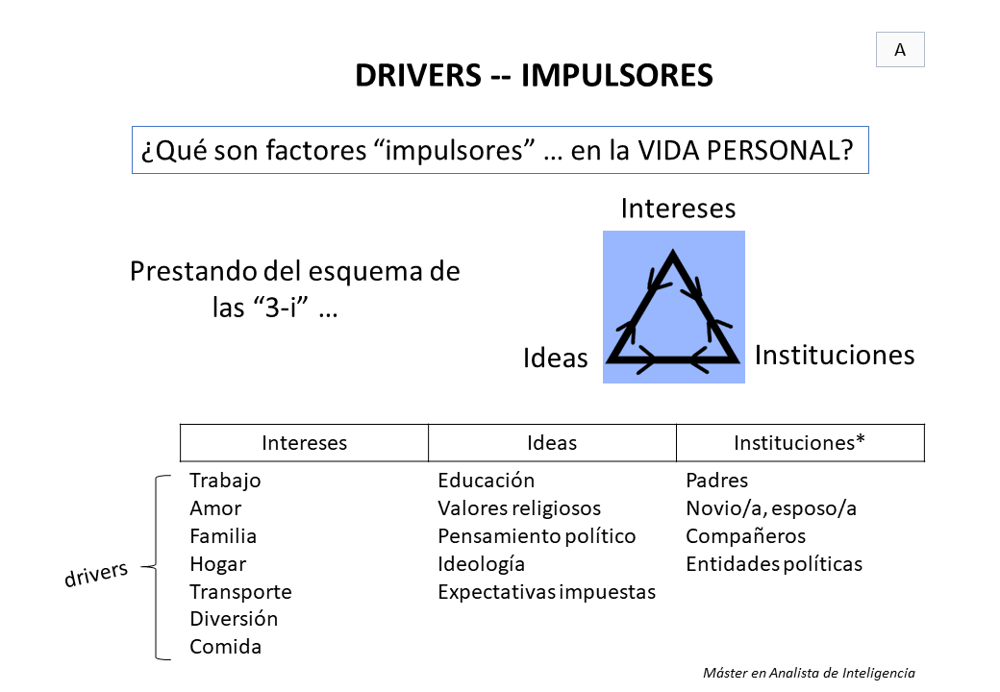 A
DRIVERS -- IMPULSORES
¿Qué son factores “impulsores” … en la VIDA PERSONAL?
Intereses
Prestando del esquema de
las “3-i” …
Ideas
Instituciones
Intereses Ideas Instituciones*
Trabajo Educación Padres
Amor Valores religiosos Novio/a, esposo/a
Familia Pensamiento político Compañeros
Hogar Ideología Entidades políticas
drivers
Transporte Expectativas impuestas
Diversión
Comida
Máster en Analista de Inteligencia